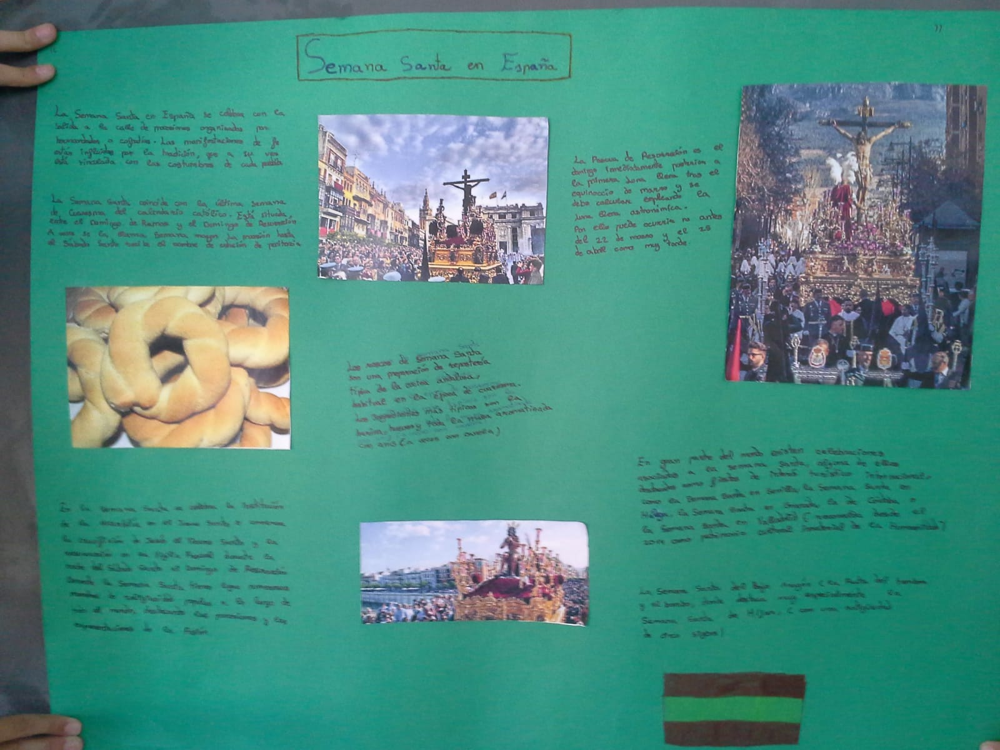 Semana Santa en España
La Semana Santa en España se celebra con la
salida a la calle de procesiones organizadas por
hermandades o cofradías. Las manifestaciones de fe
están influidas por la tradición, que a su vez
está vinculada con las costumbres de cada pueblo
La Semana Santa coincide con la última semana
de Cuaresma del calendario católico. Está situada,
entre el Domingo de Ramos y el Domingo de Resurrección
A esta se la llama Semana mayor
el Sábado Santo recibe el nombre de estación de penitencia
La Pascua de Resurrección es el
domingo inmediatamente posterior a
la primera luna llena tras el
equinoccio de marzo y se
debe calcular empleando la
luna llena astronómica.
Por ello puede ocurrir no antes
del 22 de marzo y el 25
de abril como muy tarde.
Los roscos de Semana Santa
son una preparación de repostería
típica de la cocina andaluza,
habitual en la época de cuaresma.
Los ingredientes más típicos son la
harina, huevos y toda la masa aromatizada
con anís (a veces con canela)
En la Semana Santa se celebra la institución
de la eucaristía en el Jueves Santo
la crucifixión de Jesús el Viernes Santo y la
resurrección en su Vigilia Pascual durante la
noche del Sábado Santo al Domingo de Resurrección
Durante la Semana Santa tienen lugar numerosas
muestras de religiosidad popular a lo largo de
todo el mundo, destacando las procesiones y las
representaciones de la Pasión.
En gran parte del mundo existen celebraciones
asociadas a la semana Santa, alguna de ellas
destacadas como fiestas de interés turístico internacional,
como la Semana Santa en Sevilla, la Semana Santa en
Málaga, la Semana Santa en Granada, la de Córdoba o
la Semana Santa en Valladolid (reconocida desde el
2014 como patrimonio cultural inmaterial de la humanidad)
La Semana Santa del Bajo Aragón (la Ruta del tambor
y el bombo, donde destaca muy especialmente la
Semana Santa de Híjar, (con una antigüedad
de cinco siglos)